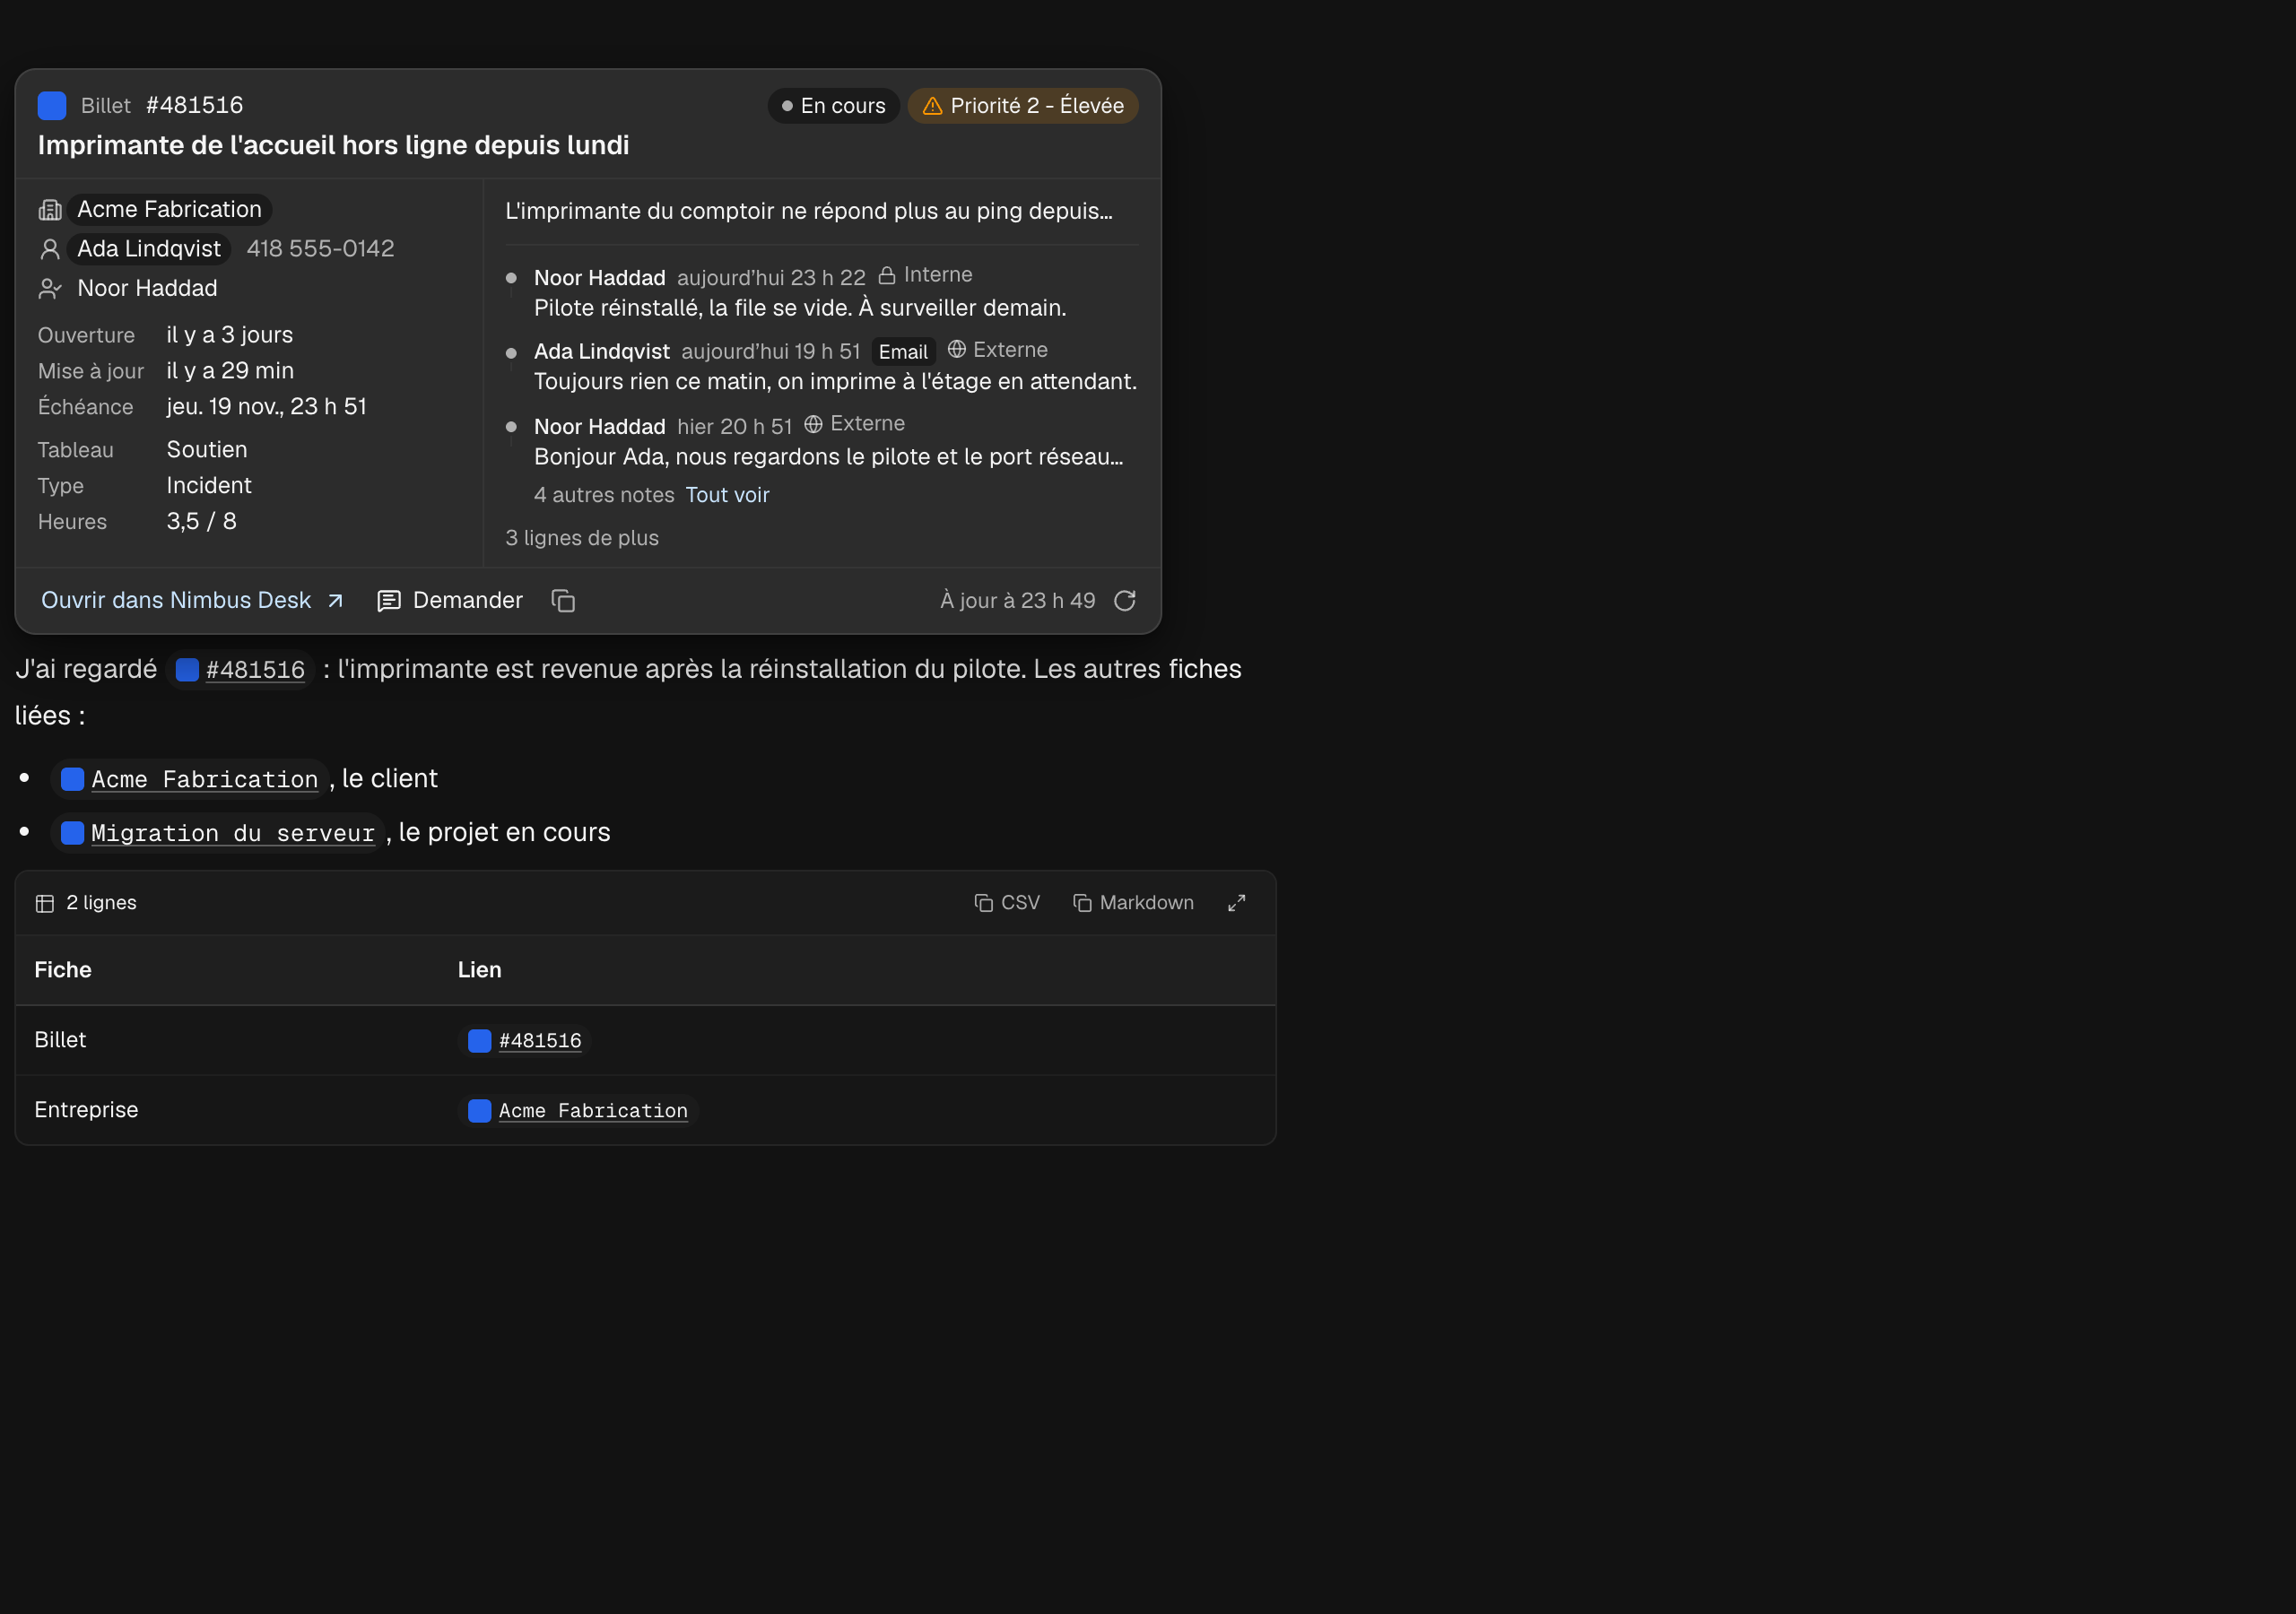 Billet #481516
En cours
Priorité 2 - Élevée
Imprimante de l'accueil hors ligne depuis lundi
Acme Fabrication
Ada Lindqvist 418 555-0142
Noor Haddad
Ouverture il y a 3 jours
Mise à jour il y a 29 min
Échéance jeu. 19 nov., 23 h 51
Tableau Soutien
Type Incident
Heures 3,5 / 8
L'imprimante du comptoir ne répond plus au ping depuis…
Noor Haddad aujourd’hui 23 h 22 Interne
Pilote réinstallé, la file se vide. À surveiller demain.
Ada Lindqvist aujourd’hui 19 h 51 Email Externe
Toujours rien ce matin, on imprime à l'étage en attendant.
Noor Haddad hier 20 h 51 Externe
Bonjour Ada, nous regardons le pilote et le port réseau…
4 autres notes Tout voir
3 lignes de plus
Ouvrir dans Nimbus Desk Demander
À jour à 23 h 49
J'ai regardé #481516 : l'imprimante est revenue après la réinstallation du pilote. Les autres fiches
liées :
• Acme Fabrication, le client
• Migration du serveur, le projet en cours
2 lignes CSV Markdown
Fiche Lien
Billet #481516
Entreprise Acme Fabrication